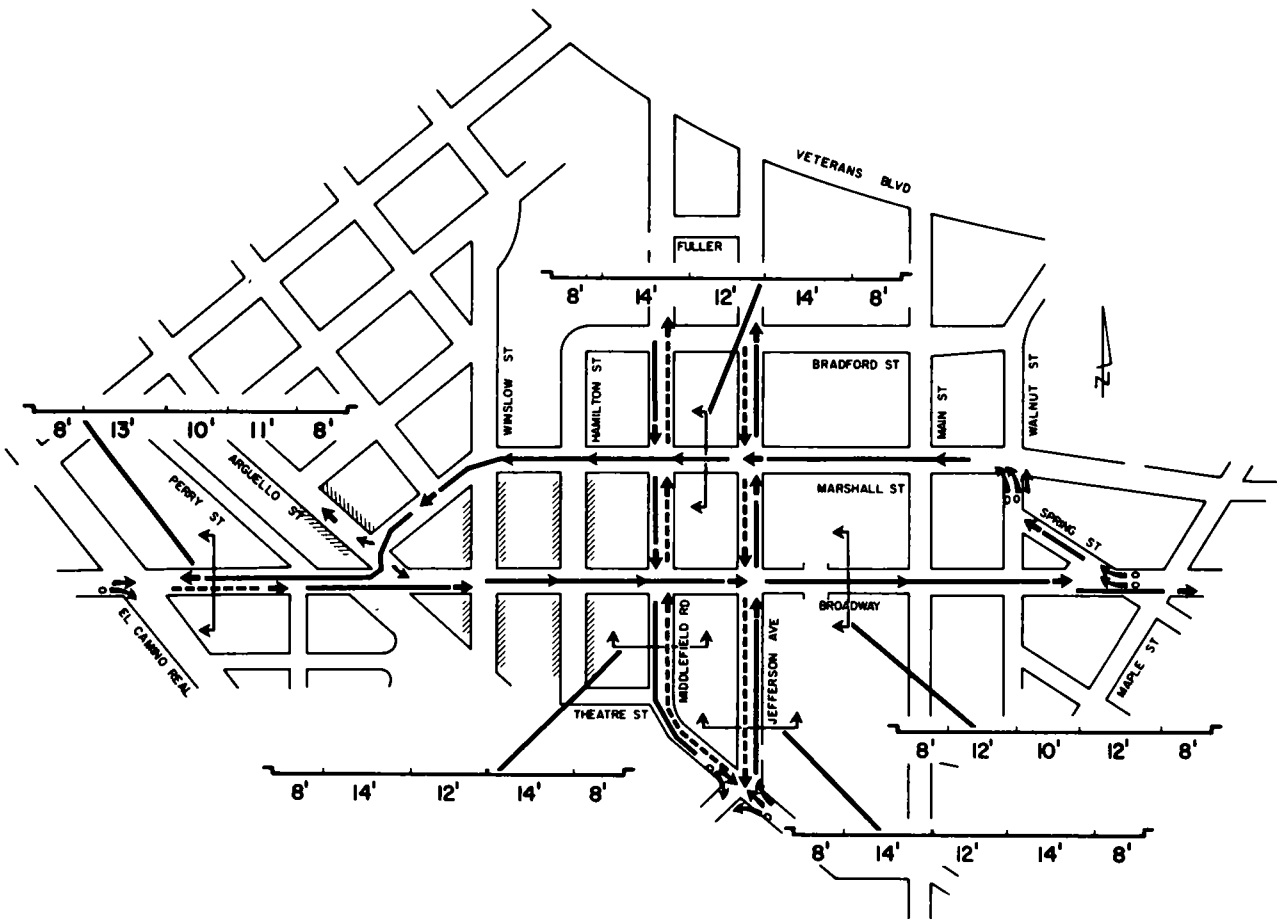 VETERANS BLVD
FULLER
8' 14' 12' 14' 8'
WINSLOW ST
HAMILTON ST
BRADFORD ST
MAIN ST
WALNUT ST
N
8' 13' 10' 11' 8'
ARGUELLO ST
PERRY ST
MARSHALL ST
SPRING ST
EL CAMINO REAL
MIDDLEFIELD RD
JEFFERSON AVE
BROADWAY
MAPLE ST
THEATRE ST
8' 12' 10' 12' 8'
8' 14' 12' 14' 8'
8' 14' 12' 14' 8'